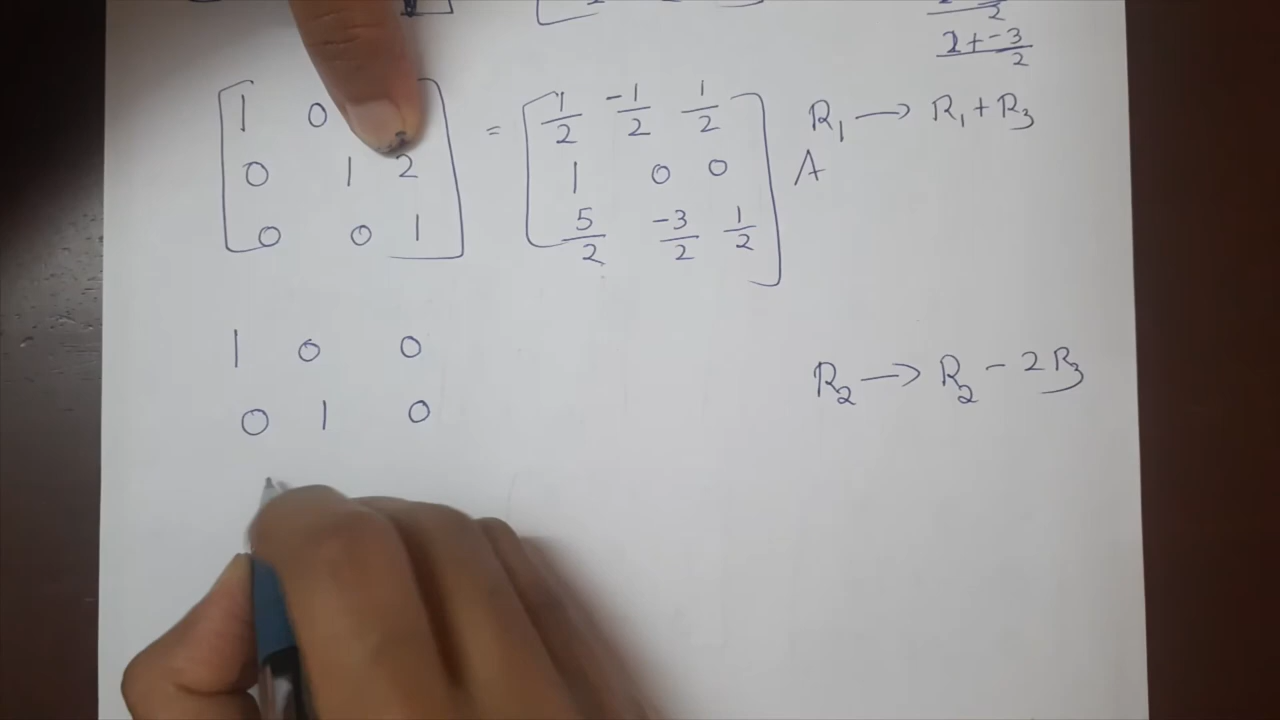 2
2 + -3
2
1 0 = 1/2 -1/2 1/2 R₁ → R₁ + R₃
0 1 2 1 0 0 A
0 0 1 5/2 -3/2 1/2
1 0 0
0 1 0 R₂ → R₂ - 2R₃